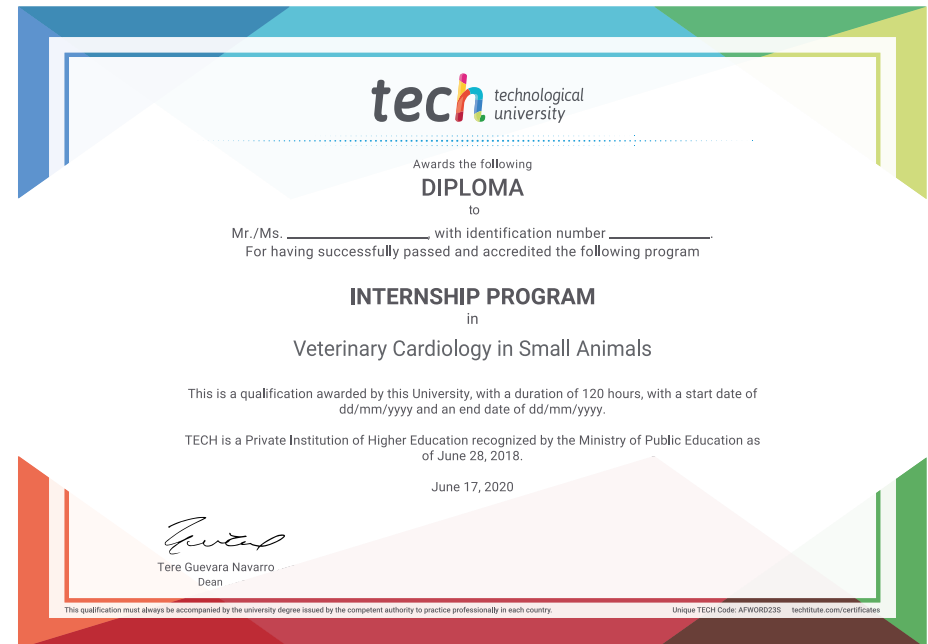 tech technological
university
Awards the following
DIPLOMA
to
Mr./Ms. ____________________, with identification number ______________.
For having successfully passed and accredited the following program
INTERNSHIP PROGRAM
in
Veterinary Cardiology in Small Animals
This is a qualification awarded by this University, with a duration of 120 hours, with a start date of
dd/mm/yyyy and an end date of dd/mm/yyyy.
TECH is a Private Institution of Higher Education recognized by the Ministry of Public Education as
of June 28, 2018.
June 17, 2020
Tere Guevara Navarro
Dean
This qualification must always be accompanied by the university degree issued by the competent authority to practice professionally in each country. Unique TECH Code: AFWORD23S techtitute.com/certificates